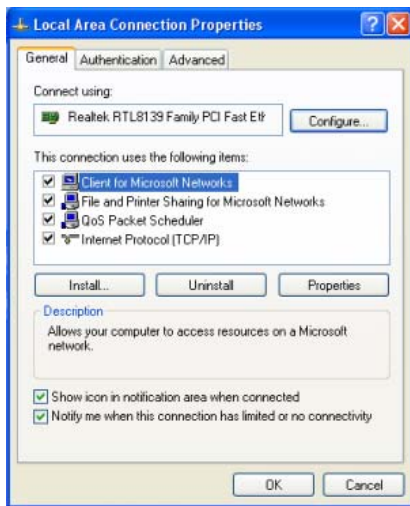 Local Area Connection Properties
General Authentication Advanced
Connect using:
Realtek RTL8139 Family PCI Fast Eth
Configure...
This connection uses the following items:
Client for Microsoft Networks
File and Printer Sharing for Microsoft Networks
QoS Packet Scheduler
Internet Protocol (TCP/IP)
Install... Uninstall Properties
Description
Allows your computer to access resources on a Microsoft
network.
Show icon in notification area when connected
Notify me when this connection has limited or no connectivity
OK Cancel